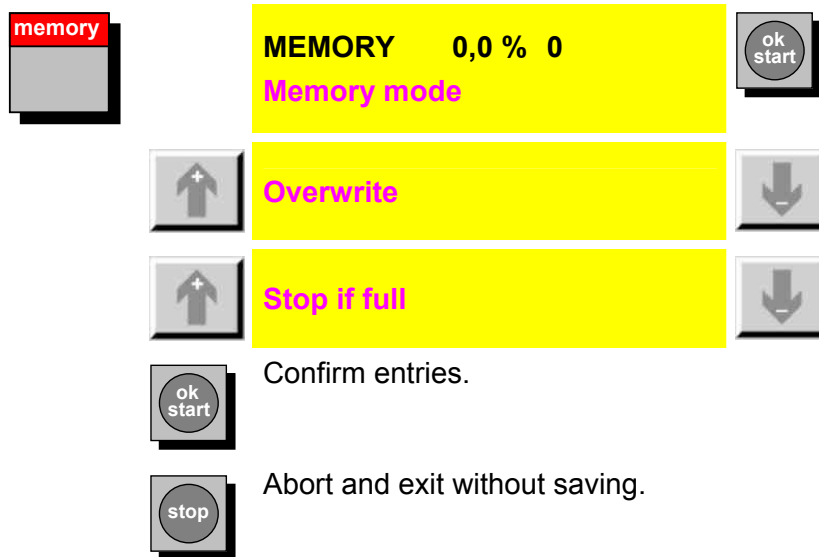 memory
MEMORY 0,0 % 0
Memory mode
ok
start
+
Overwrite
-
+
Stop if full
-
ok
start
Confirm entries.
stop
Abort and exit without saving.